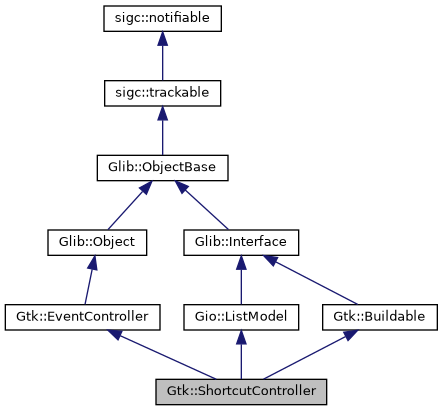 sigc::notifiable
sigc::trackable
Glib::ObjectBase
Glib::Object
Glib::Interface
Gtk::EventController
Gio::ListModel
Gtk::Buildable
Gtk::ShortcutController